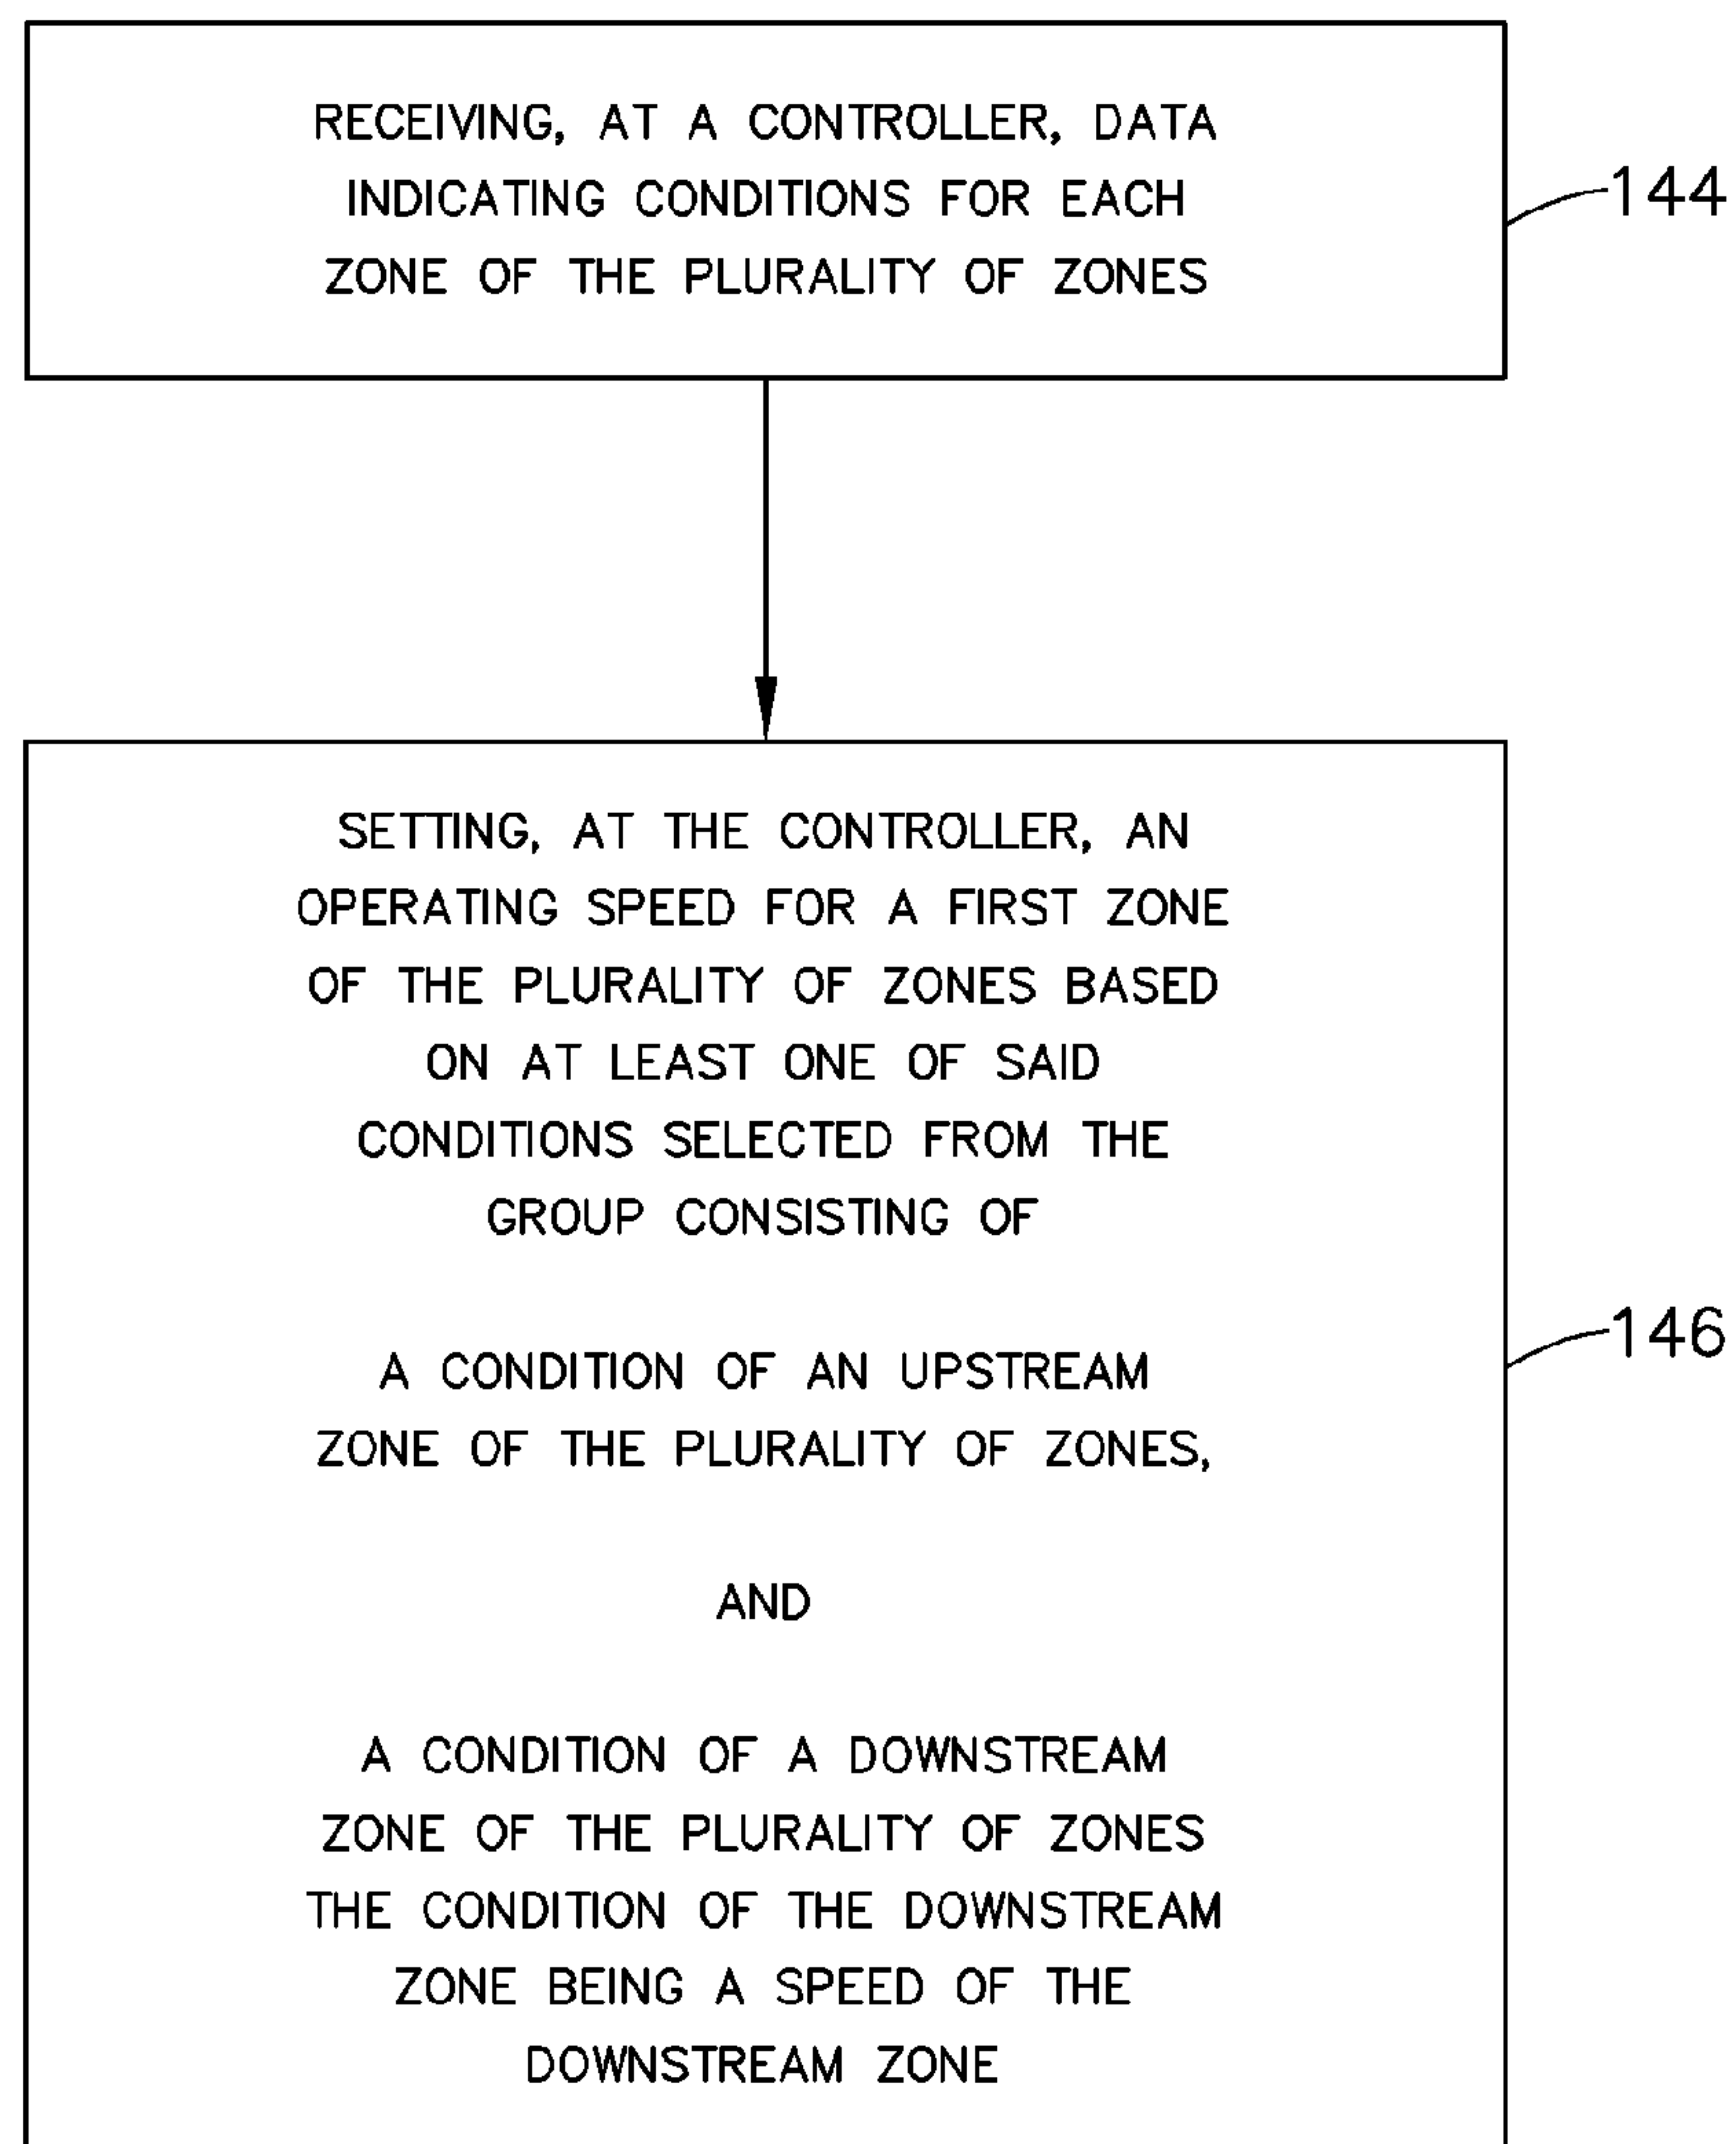 RECEIVING, AT A CONTROLLER, DATA
INDICATING CONDITIONS FOR EACH
ZONE OF THE PLURALITY OF ZONES
144
SETTING, AT THE CONTROLLER, AN
OPERATING SPEED FOR A FIRST ZONE
OF THE PLURALITY OF ZONES BASED
ON AT LEAST ONE OF SAID
CONDITIONS SELECTED FROM THE
GROUP CONSISTING OF
146
A CONDITION OF AN UPSTREAM
ZONE OF THE PLURALITY OF ZONES,
AND
A CONDITION OF A DOWNSTREAM
ZONE OF THE PLURALITY OF ZONES
THE CONDITION OF THE DOWNSTREAM
ZONE BEING A SPEED OF THE
DOWNSTREAM ZONE